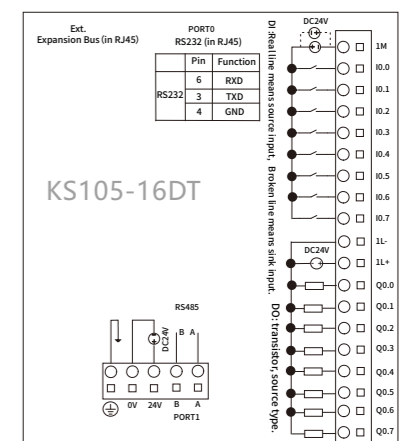 Ext.
Expansion Bus (in RJ45)
PORT0
RS232 (in RJ45)
Pin Function
RS232
6 RXD
3 TXD
4 GND
KS105-16DT
DI :Real line means source input, Broken line means sink input.
DO: transistor, source type.
DC24V
1M
I0.0
I0.1
I0.2
I0.3
I0.4
I0.5
I0.6
I0.7
1L-
DC24V
1L+
Q0.0
Q0.1
Q0.2
Q0.3
Q0.4
Q0.5
Q0.6
Q0.7
RS485
DC24V
B A
0V 24V B A
PORT1